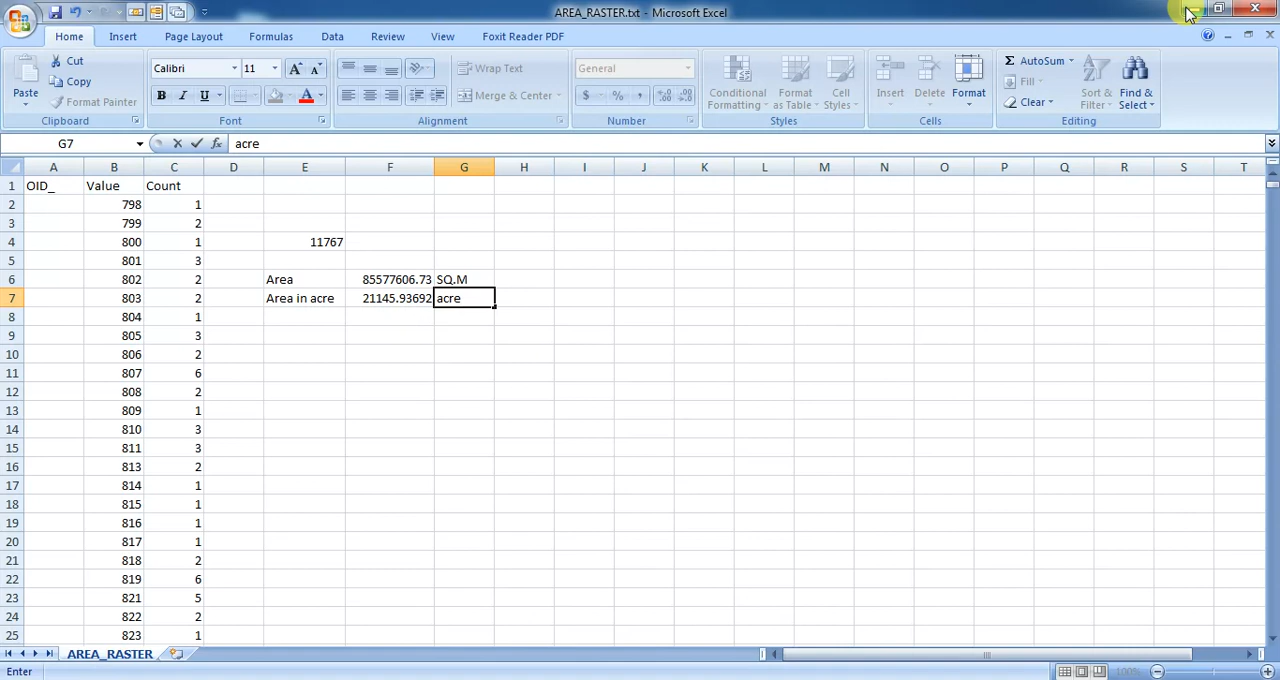 AREA_RASTER.txt - Microsoft Excel
Home Insert Page Layout Formulas Data Review View Foxit Reader PDF
Paste Cut Copy Format Painter Clipboard
Calibri 11 A A B I U A Font
Wrap Text Merge & Center Alignment
General $ % , Number
Conditional Formatting Format as Table Cell Styles Styles
Insert Delete Format Cells
Σ AutoSum Fill Clear Sort & Filter Find & Select Editing
G7 fx acre
A B C D E F G H I J K L M N O P Q R S T
1 OID_ Value Count
2 798 1
3 799 2
4 800 1 11767
5 801 3
6 802 2 Area 85577606.73 SQ.M
7 803 2 Area in acre 21145.93692 acre
8 804 1
9 805 3
10 806 2
11 807 6
12 808 2
13 809 1
14 810 3
15 811 3
16 813 2
17 814 1
18 815 1
19 816 1
20 817 1
21 818 2
22 819 6
23 821 5
24 822 2
25 823 1
AREA_RASTER
Enter 100%